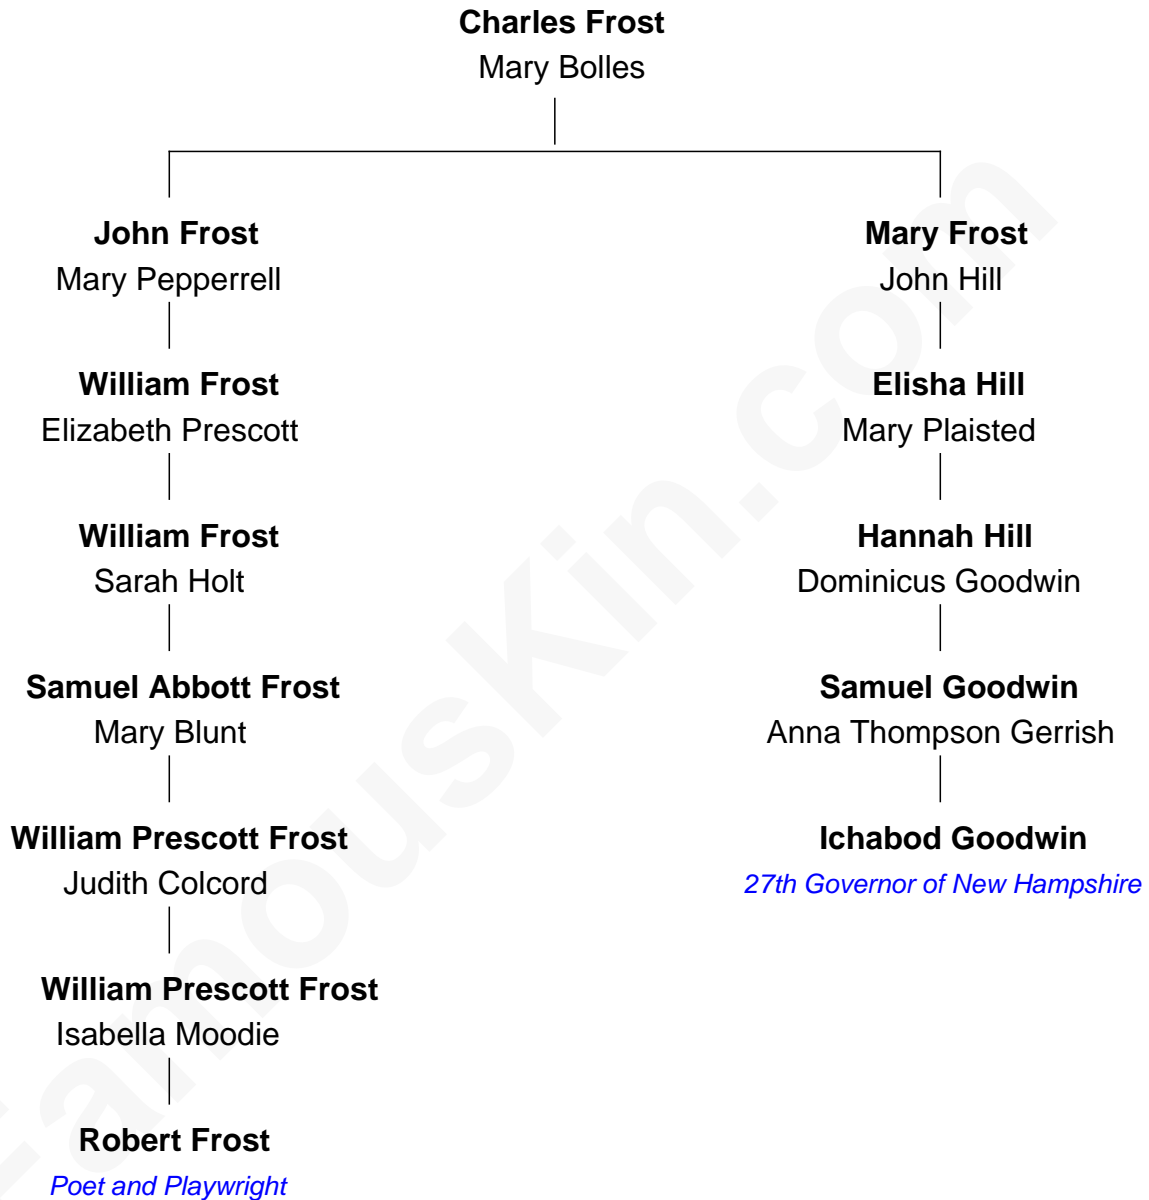 Charles Frost
Mary Bolles
John Frost
Mary Pepperrell
William Frost
Elizabeth Prescott
William Frost
Sarah Holt
Samuel Abbott Frost
Mary Blunt
William Prescott Frost
Judith Colcord
William Prescott Frost
Isabella Moodie
Robert Frost
Poet and Playwright
Mary Frost
John Hill
Elisha Hill
Mary Plaisted
Hannah Hill
Dominicus Goodwin
Samuel Goodwin
Anna Thompson Gerrish
Ichabod Goodwin
27th Governor of New Hampshire
FamousKin.com